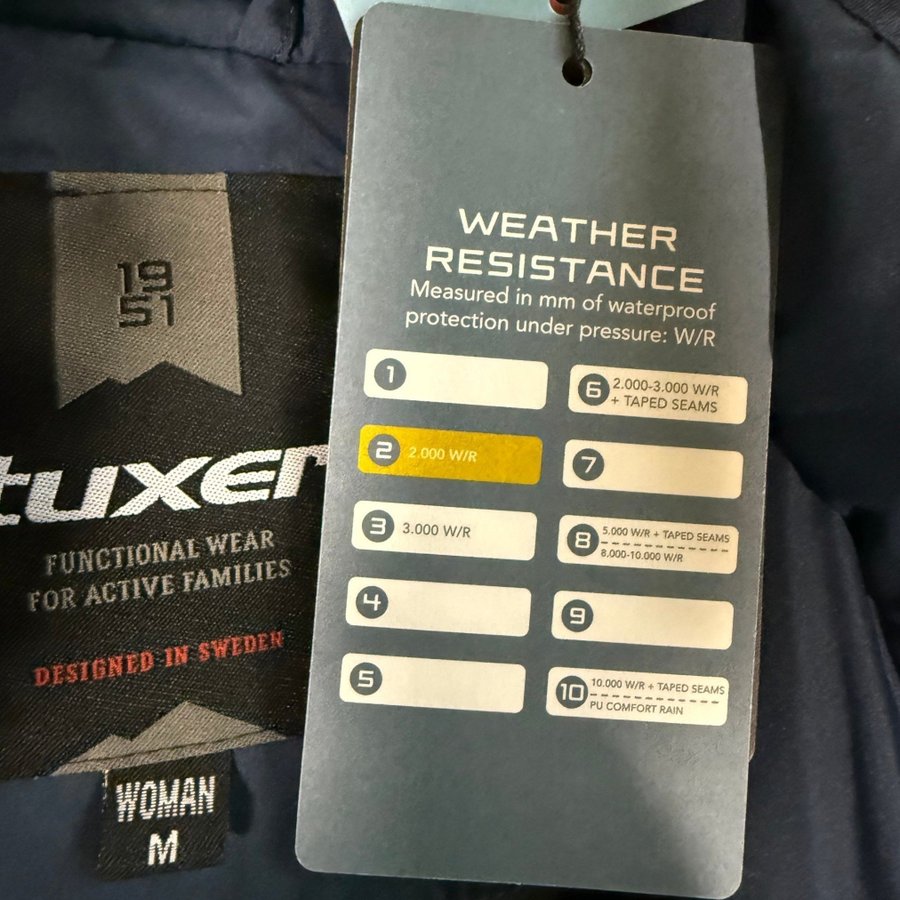 19
51
tuxer
FUNCTIONAL WEAR
FOR ACTIVE FAMILIES
DESIGNED IN SWEDEN
WOMAN
M
WEATHER
RESISTANCE
Measured in mm of waterproof
protection under pressure: W/R
1
2 2.000 W/R
3 3.000 W/R
4
5
6 2.000-3.000 W/R
+ TAPED SEAMS
7
8 5.000 W/R + TAPED SEAMS
8.000-10.000 W/R
9
10 10.000 W/R + TAPED SEAMS
PU COMFORT RAIN